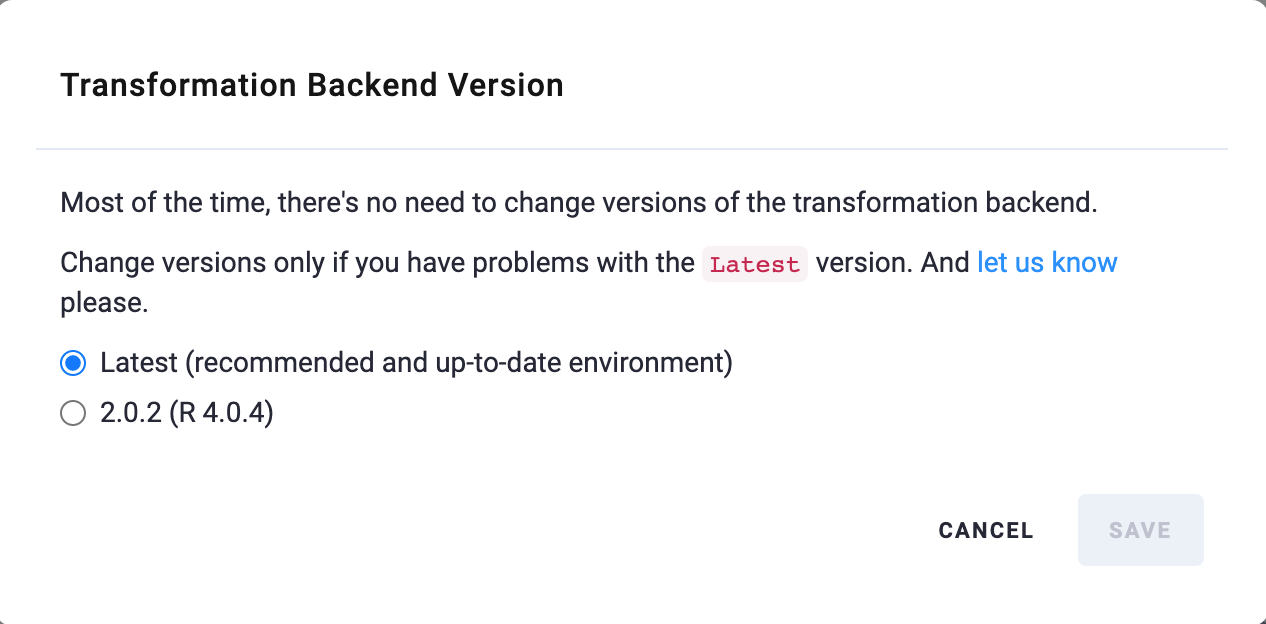 Transformation Backend Version
Most of the time, there's no need to change versions of the transformation backend.
Change versions only if you have problems with the Latest version. And let us know
please.
Latest (recommended and up-to-date environment)
2.0.2 (R 4.0.4)
CANCEL
SAVE